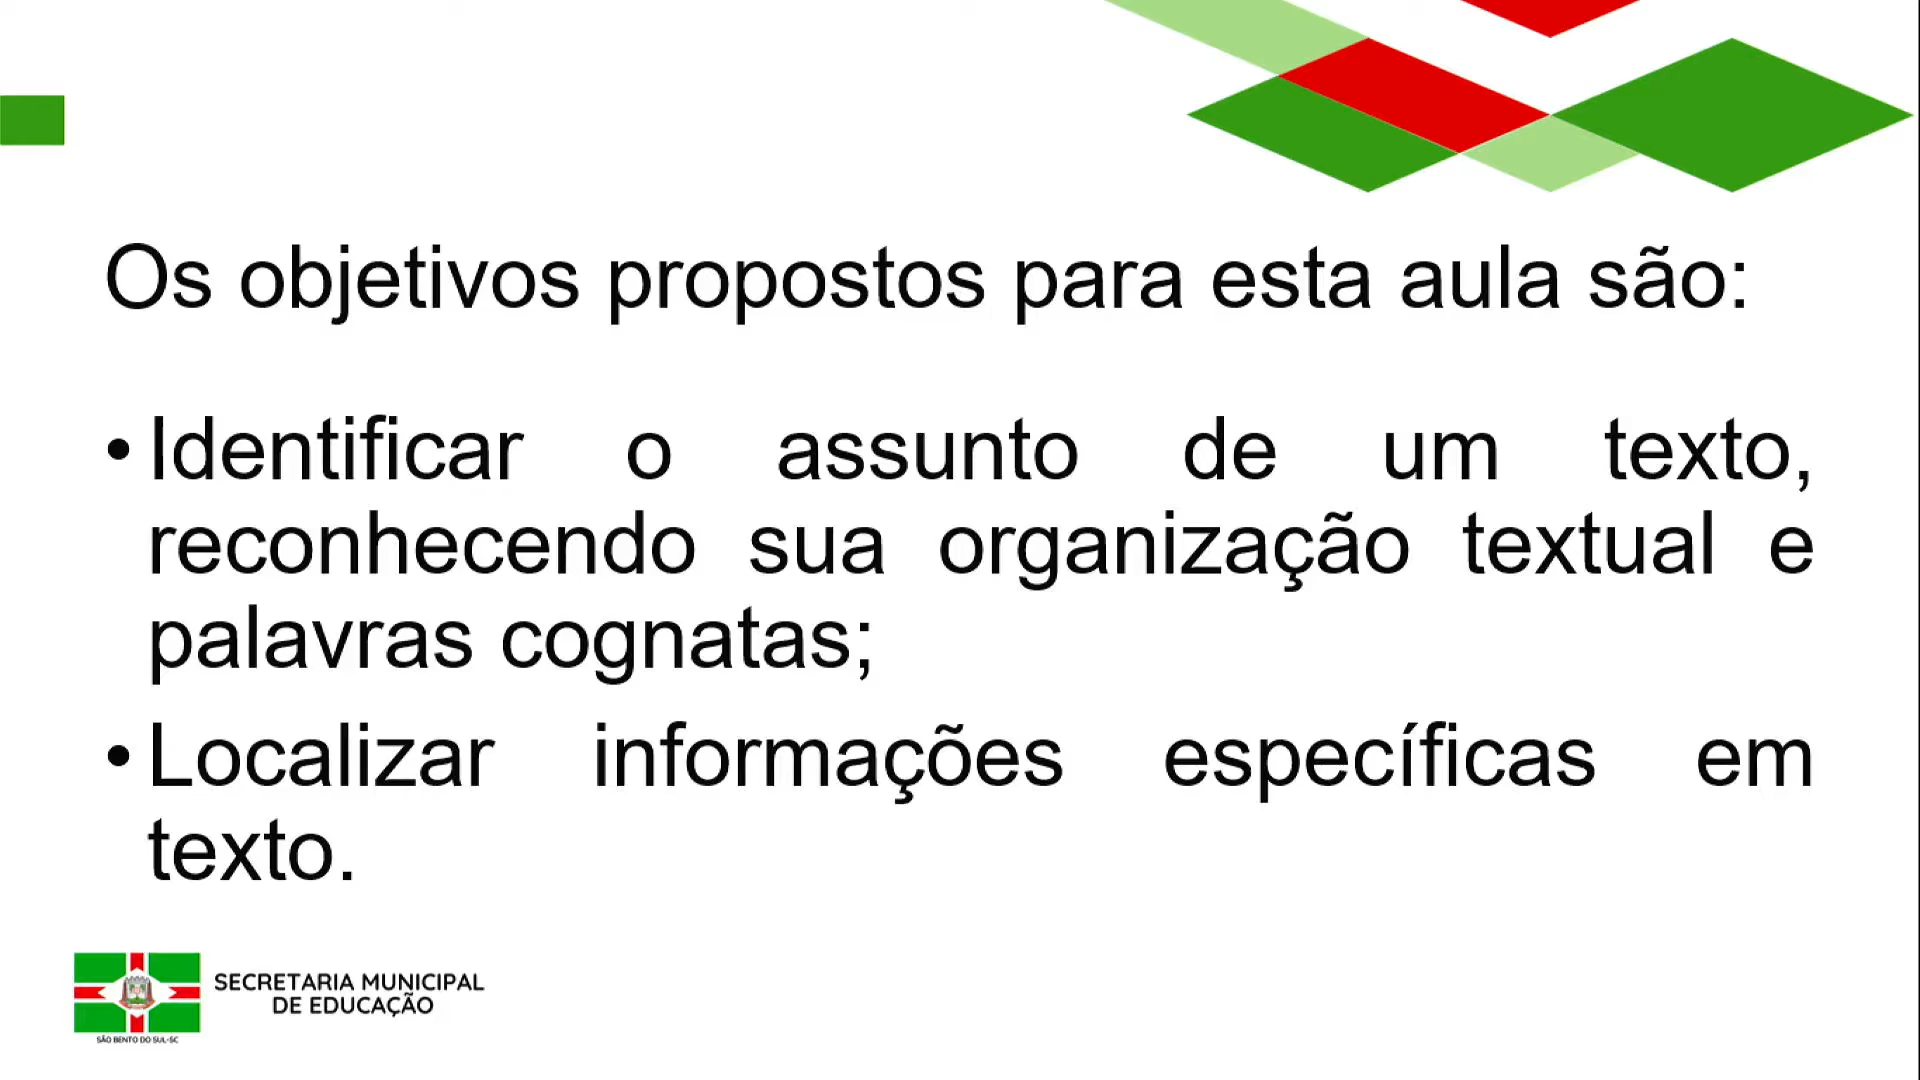 Os objetivos propostos para esta aula são:
• Identificar o assunto de um texto,
reconhecendo sua organização textual e
palavras cognatas;
• Localizar informações específicas em
texto.
SECRETARIA MUNICIPAL
DE EDUCAÇÃO
SÃO BENTO DO SUL-SC